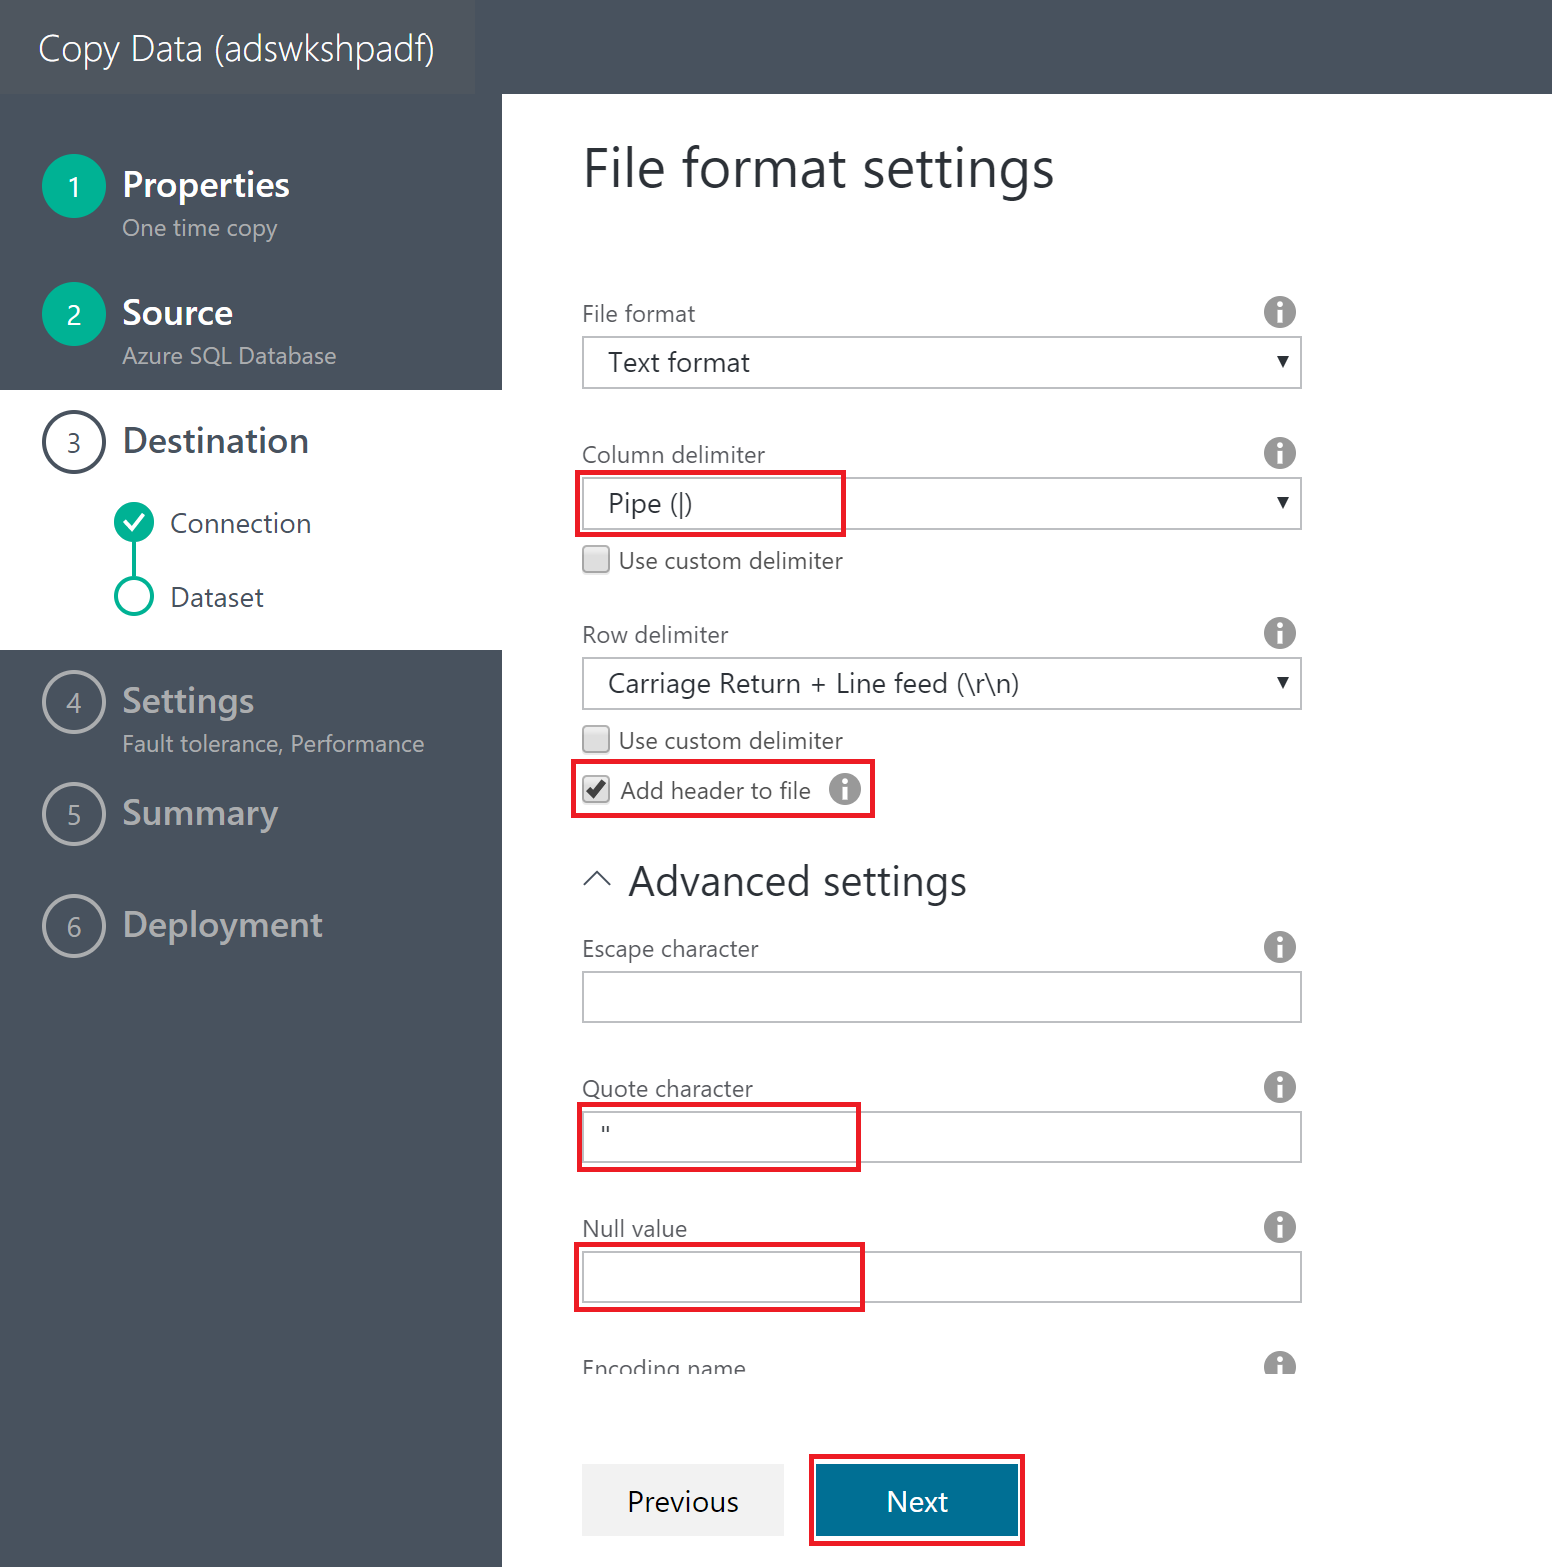 Copy Data (adswkshpadf)
1 Properties
One time copy
2 Source
Azure SQL Database
3 Destination
Connection
Dataset
4 Settings
Fault tolerance, Performance
5 Summary
6 Deployment
File format settings
File format
Text format
Column delimiter
Pipe (|)
Use custom delimiter
Row delimiter
Carriage Return + Line feed (\r\n)
Use custom delimiter
Add header to file
Advanced settings
Escape character
Quote character
"
Null value
Encoding name
Previous
Next